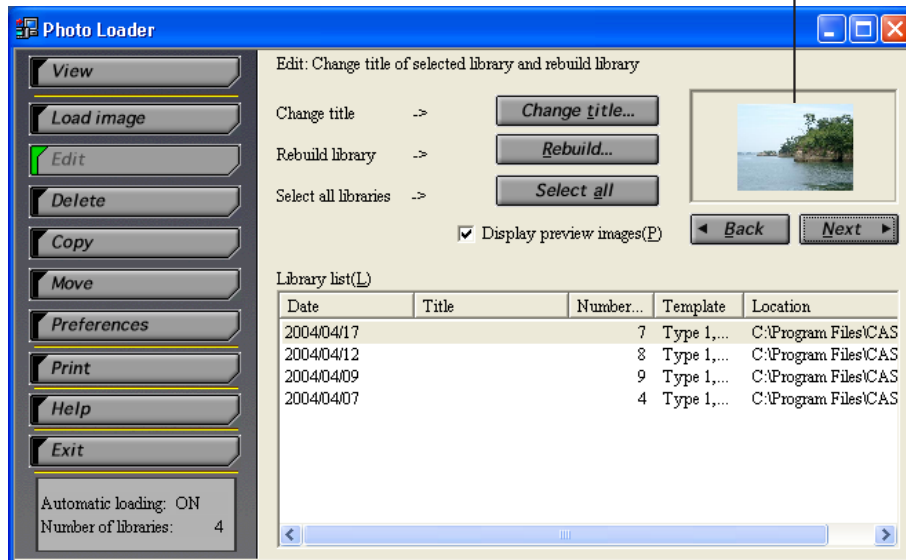 Photo Loader
View
Load image
Edit
Delete
Copy
Move
Preferences
Print
Help
Exit
Automatic loading: ON
Number of libraries: 4
Edit: Change title of selected library and rebuild library
Change title -> Change title...
Rebuild library -> Rebuild...
Select all libraries -> Select all
Display preview images(P)
Back Next
Library list(L)
Date Title Number... Template Location
2004/04/17 7 Type 1,... C:\Program Files\CAS
2004/04/12 8 Type 1,... C:\Program Files\CAS
2004/04/09 9 Type 1,... C:\Program Files\CAS
2004/04/07 4 Type 1,... C:\Program Files\CAS